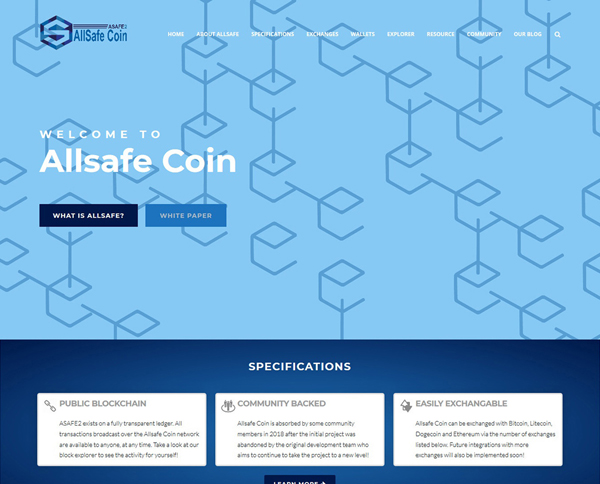 ASAFE2
AllSafe Coin
HOME ABOUT ALLSAFE SPECIFICATIONS EXCHANGES WALLETS EXPLORER RESOURCE COMMUNITY OUR BLOG
WELCOME TO
Allsafe Coin
WHAT IS ALLSAFE? WHITE PAPER
SPECIFICATIONS
PUBLIC BLOCKCHAIN
ASAFE2 exists on a fully transparent ledger. All
transactions broadcast over the Allsafe Coin network
are available to anyone, at any time. Take a look at our
block explorer to see the activity for yourself!
COMMUNITY BACKED
Allsafe Coin is absorbed by some community
members in 2018 after the initial project was
abandoned by the original development team who
aims to continue to take the project to a new level!
EASILY EXCHANGABLE
Allsafe Coin can be exchanged with Bitcoin, Litecoin,
Dogecoin and Ethereum via the number of exchanges
listed below. Future integrations with more
exchanges will also be implemented soon!
LEARN MORE